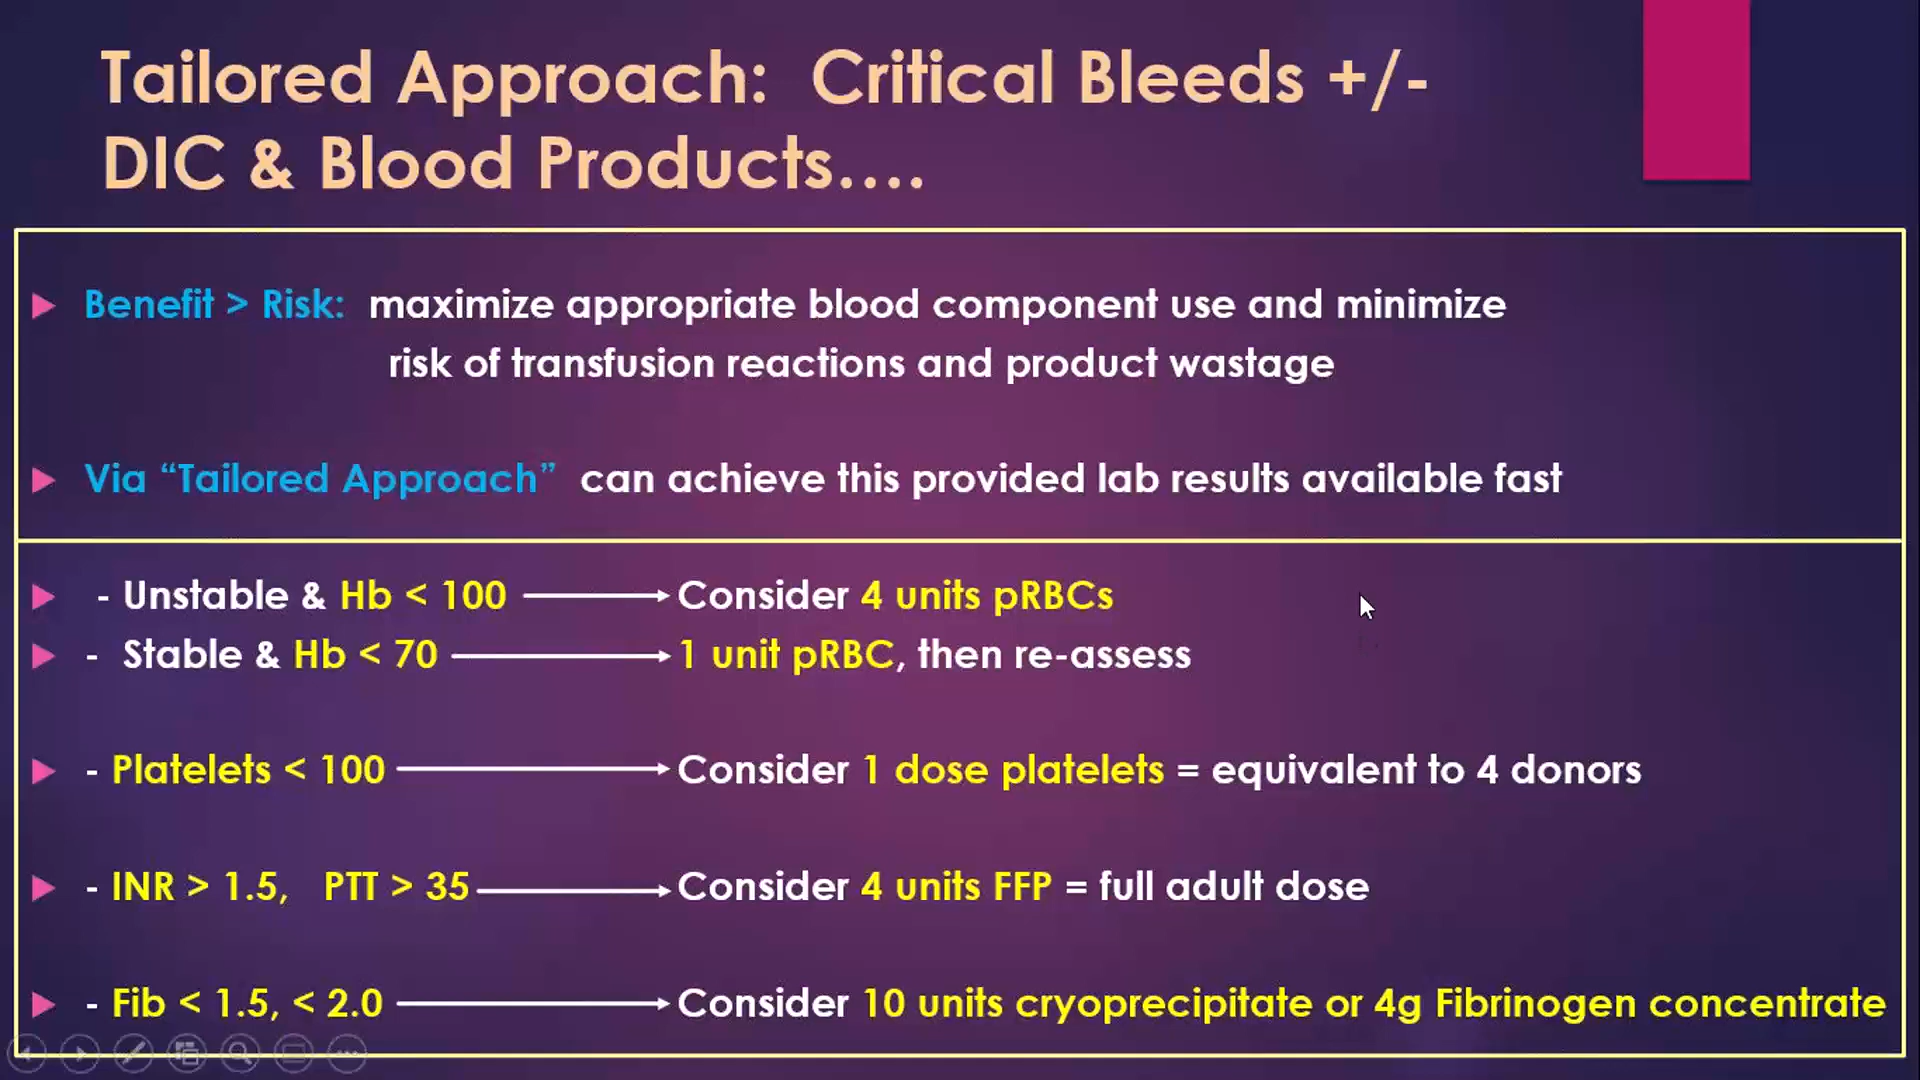 Tailored Approach:  Critical Bleeds +/-
DIC & Blood Products....
Benefit > Risk:  maximize appropriate blood component use and minimize
risk of transfusion reactions and product wastage
Via “Tailored Approach”  can achieve this provided lab results available fast
- Unstable & Hb < 100 → Consider 4 units pRBCs
-  Stable & Hb < 70 → 1 unit pRBC, then re-assess
- Platelets < 100 → Consider 1 dose platelets = equivalent to 4 donors
- INR > 1.5,   PTT > 35 → Consider 4 units FFP = full adult dose
- Fib < 1.5, < 2.0 → Consider 10 units cryoprecipitate or 4g Fibrinogen concentrate